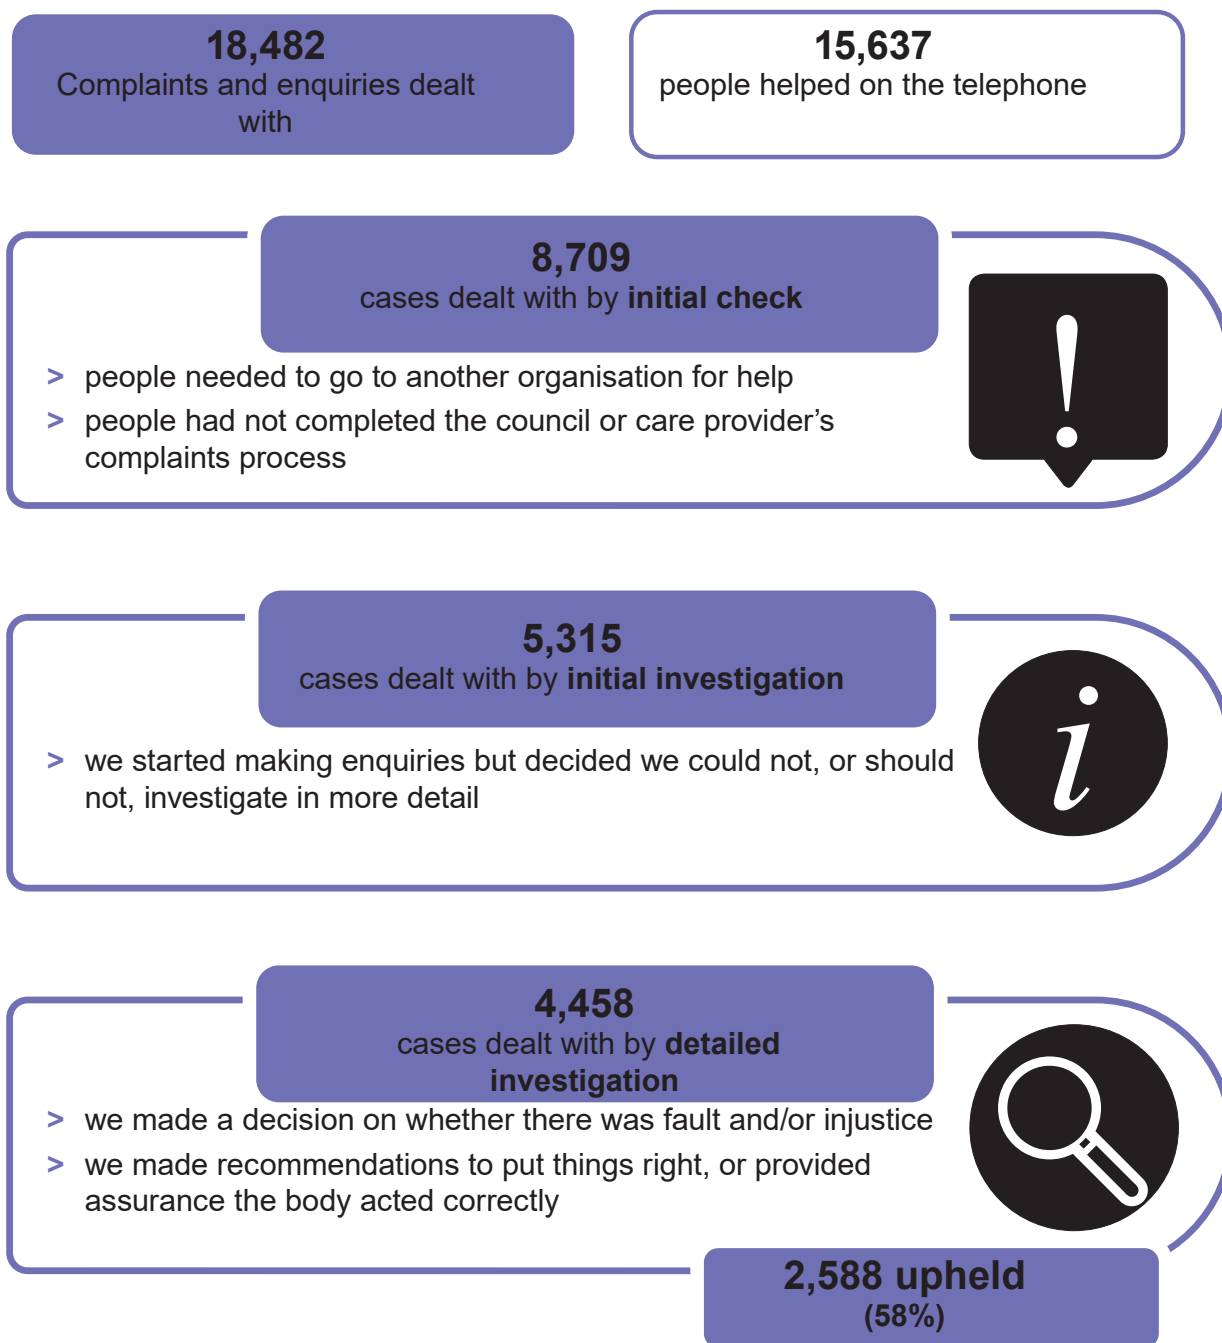 18,482
Complaints and enquiries dealt
with
15,637
people helped on the telephone
8,709
cases dealt with by initial check
> people needed to go to another organisation for help
> people had not completed the council or care provider’s
complaints process
!
5,315
cases dealt with by initial investigation
> we started making enquiries but decided we could not, or should
not, investigate in more detail
i
4,458
cases dealt with by detailed
investigation
> we made a decision on whether there was fault and/or injustice
> we made recommendations to put things right, or provided
assurance the body acted correctly
2,588 upheld
(58%)